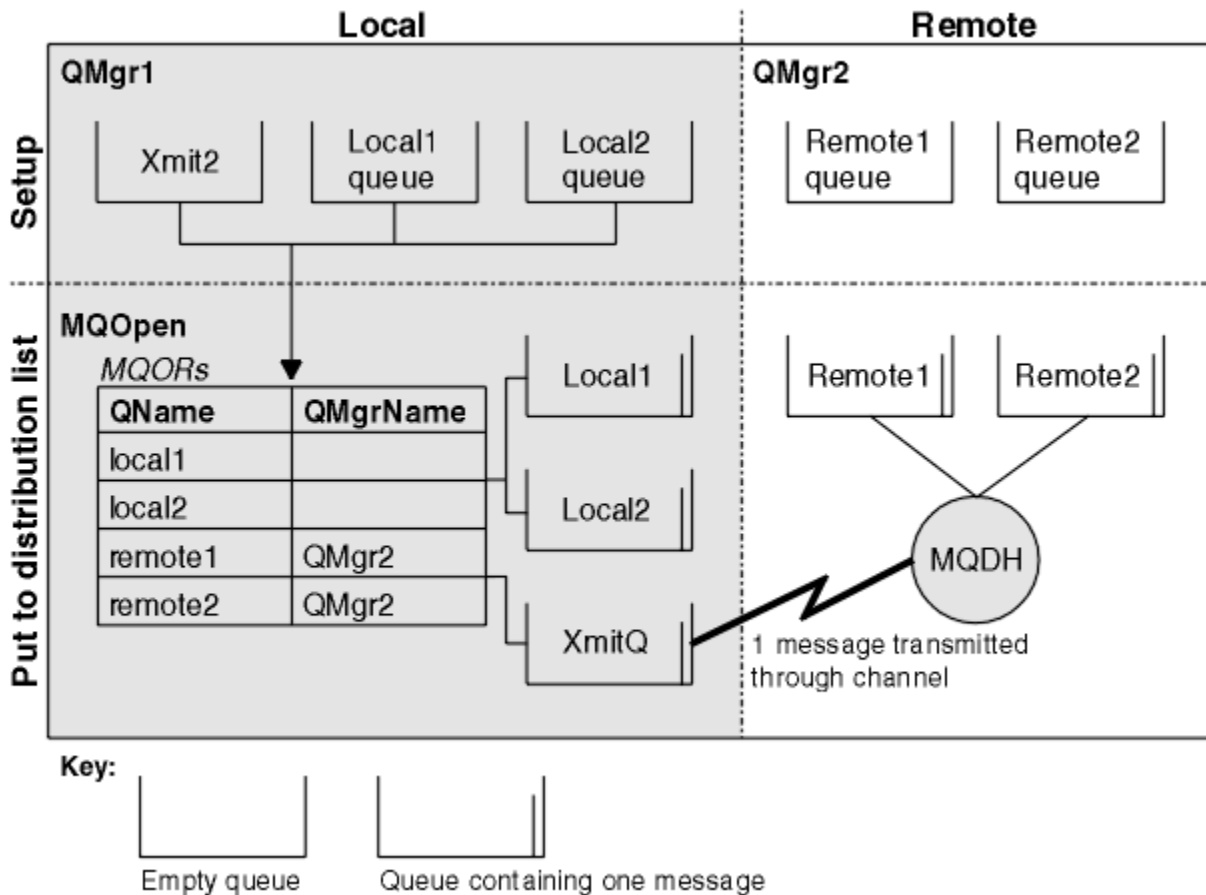 Local
Remote
Setup
QMgr1
QMgr2
Xmit2
Local1
queue
Local2
queue
Remote1
queue
Remote2
queue
Put to distribution list
MQOpen
MQORs
QName QMgrName
local1
local2
remote1 QMgr2
remote2 QMgr2
Local1
Local2
XmitQ
Remote1
Remote2
MQDH
1 message transmitted
through channel
Key:
Empty queue
Queue containing one message